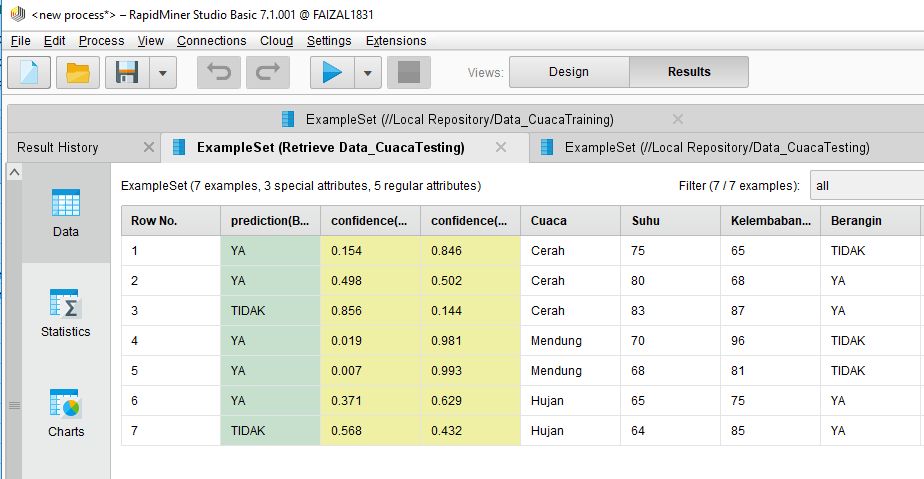 <new process*> – RapidMiner Studio Basic 7.1.001 @ FAIZAL1831
File Edit Process View Connections Cloud Settings Extensions
Views: Design Results
ExampleSet (//Local Repository/Data_CuacaTraining)
Result History ExampleSet (Retrieve Data_CuacaTesting) ExampleSet (//Local Repository/Data_CuacaTesting)
ExampleSet (7 examples, 3 special attributes, 5 regular attributes) Filter (7 / 7 examples): all
Data
Statistics
Charts
Row No. prediction(B... confidence(... confidence(... Cuaca Suhu Kelembaban... Berangin
1 YA 0.154 0.846 Cerah 75 65 TIDAK
2 YA 0.498 0.502 Cerah 80 68 YA
3 TIDAK 0.856 0.144 Cerah 83 87 YA
4 YA 0.019 0.981 Mendung 70 96 TIDAK
5 YA 0.007 0.993 Mendung 68 81 TIDAK
6 YA 0.371 0.629 Hujan 65 75 YA
7 TIDAK 0.568 0.432 Hujan 64 85 YA